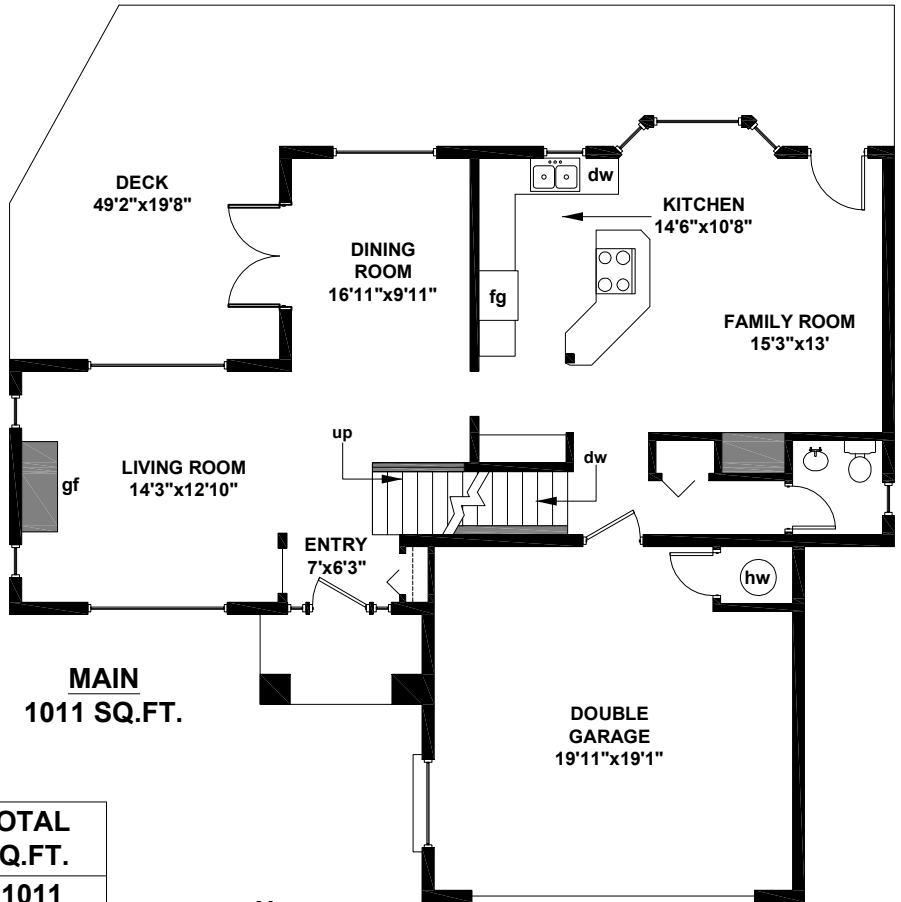 DECK
49'2"x19'8"
DINING
ROOM
16'11"x9'11"
dw
KITCHEN
14'6"x10'8"
fg
FAMILY ROOM
15'3"x13'
up
dw
LIVING ROOM
14'3"x12'10"
gf
ENTRY
7'x6'3"
hw
MAIN
1011 SQ.FT.
DOUBLE
GARAGE
19'11"x19'1"
OTAL
Q.FT.
1011